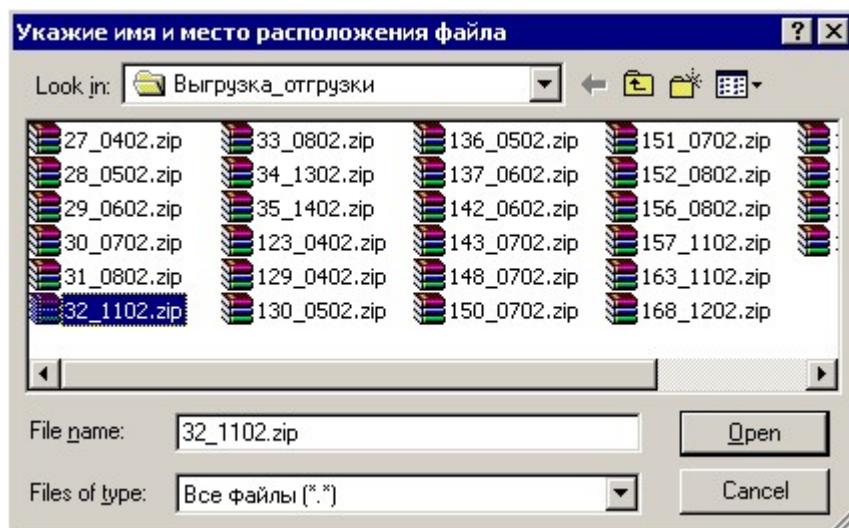 Укажие имя и место расположения файла
Look in: Выгрузка_отгрузки
27_0402.zip 33_0802.zip 136_0502.zip 151_0702.zip
28_0502.zip 34_1302.zip 137_0602.zip 152_0802.zip
29_0602.zip 35_1402.zip 142_0602.zip 156_0802.zip
30_0702.zip 123_0402.zip 143_0702.zip 157_1102.zip
31_0802.zip 129_0402.zip 148_0702.zip 163_1102.zip
32_1102.zip 130_0502.zip 150_0702.zip 168_1202.zip
File name: 32_1102.zip Open
Files of type: Все файлы (*.*) Cancel